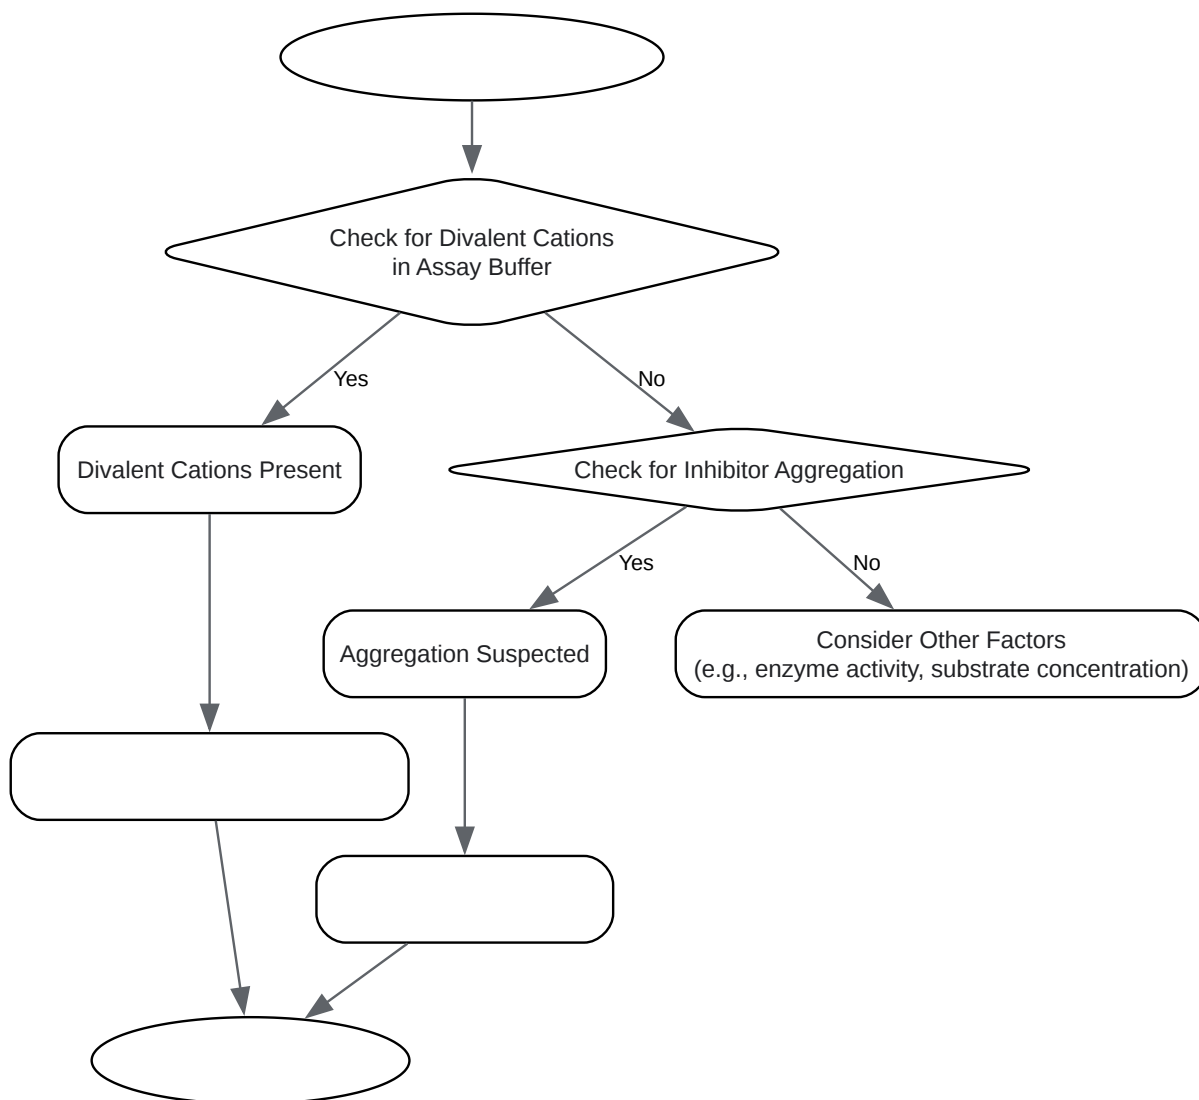 Check for Divalent Cations
in Assay Buffer
Yes
No
Divalent Cations Present
Check for Inhibitor Aggregation
Yes
No
Aggregation Suspected
Consider Other Factors
(e.g., enzyme activity, substrate concentration)